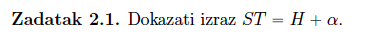 Zadatak 2.1. Dokazati izraz ST = H + α.